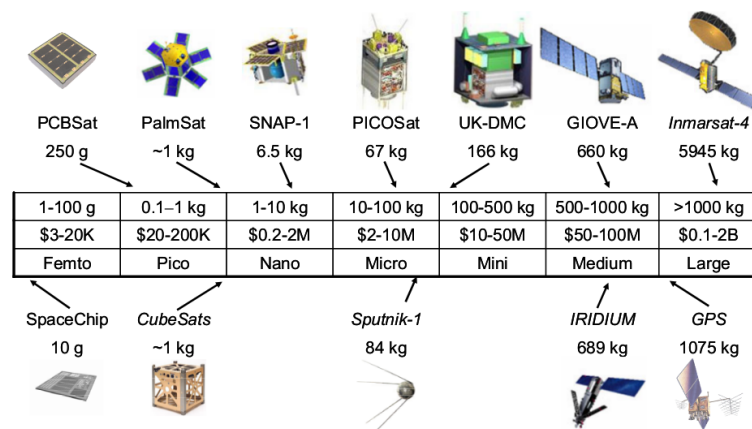 PCBSat PalmSat SNAP-1 PICOSat UK-DMC GIOVE-A Inmarsat-4
250 g ~1 kg 6.5 kg 67 kg 166 kg 660 kg 5945 kg
1-100 g 0.1–1 kg 1-10 kg 10-100 kg 100-500 kg 500-1000 kg >1000 kg
$3-20K $20-200K $0.2-2M $2-10M $10-50M $50-100M $0.1-2B
Femto Pico Nano Micro Mini Medium Large
SpaceChip CubeSats Sputnik-1 IRIDIUM GPS
10 g ~1 kg 84 kg 689 kg 1075 kg